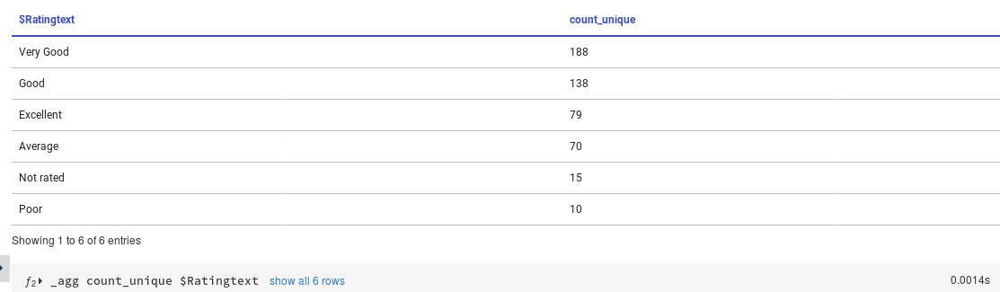 $Ratingtext count_unique
Very Good 188
Good 138
Excellent 79
Average 70
Not rated 15
Poor 10
Showing 1 to 6 of 6 entries
f2 _agg count_unique $Ratingtext show all 6 rows 0.0014s